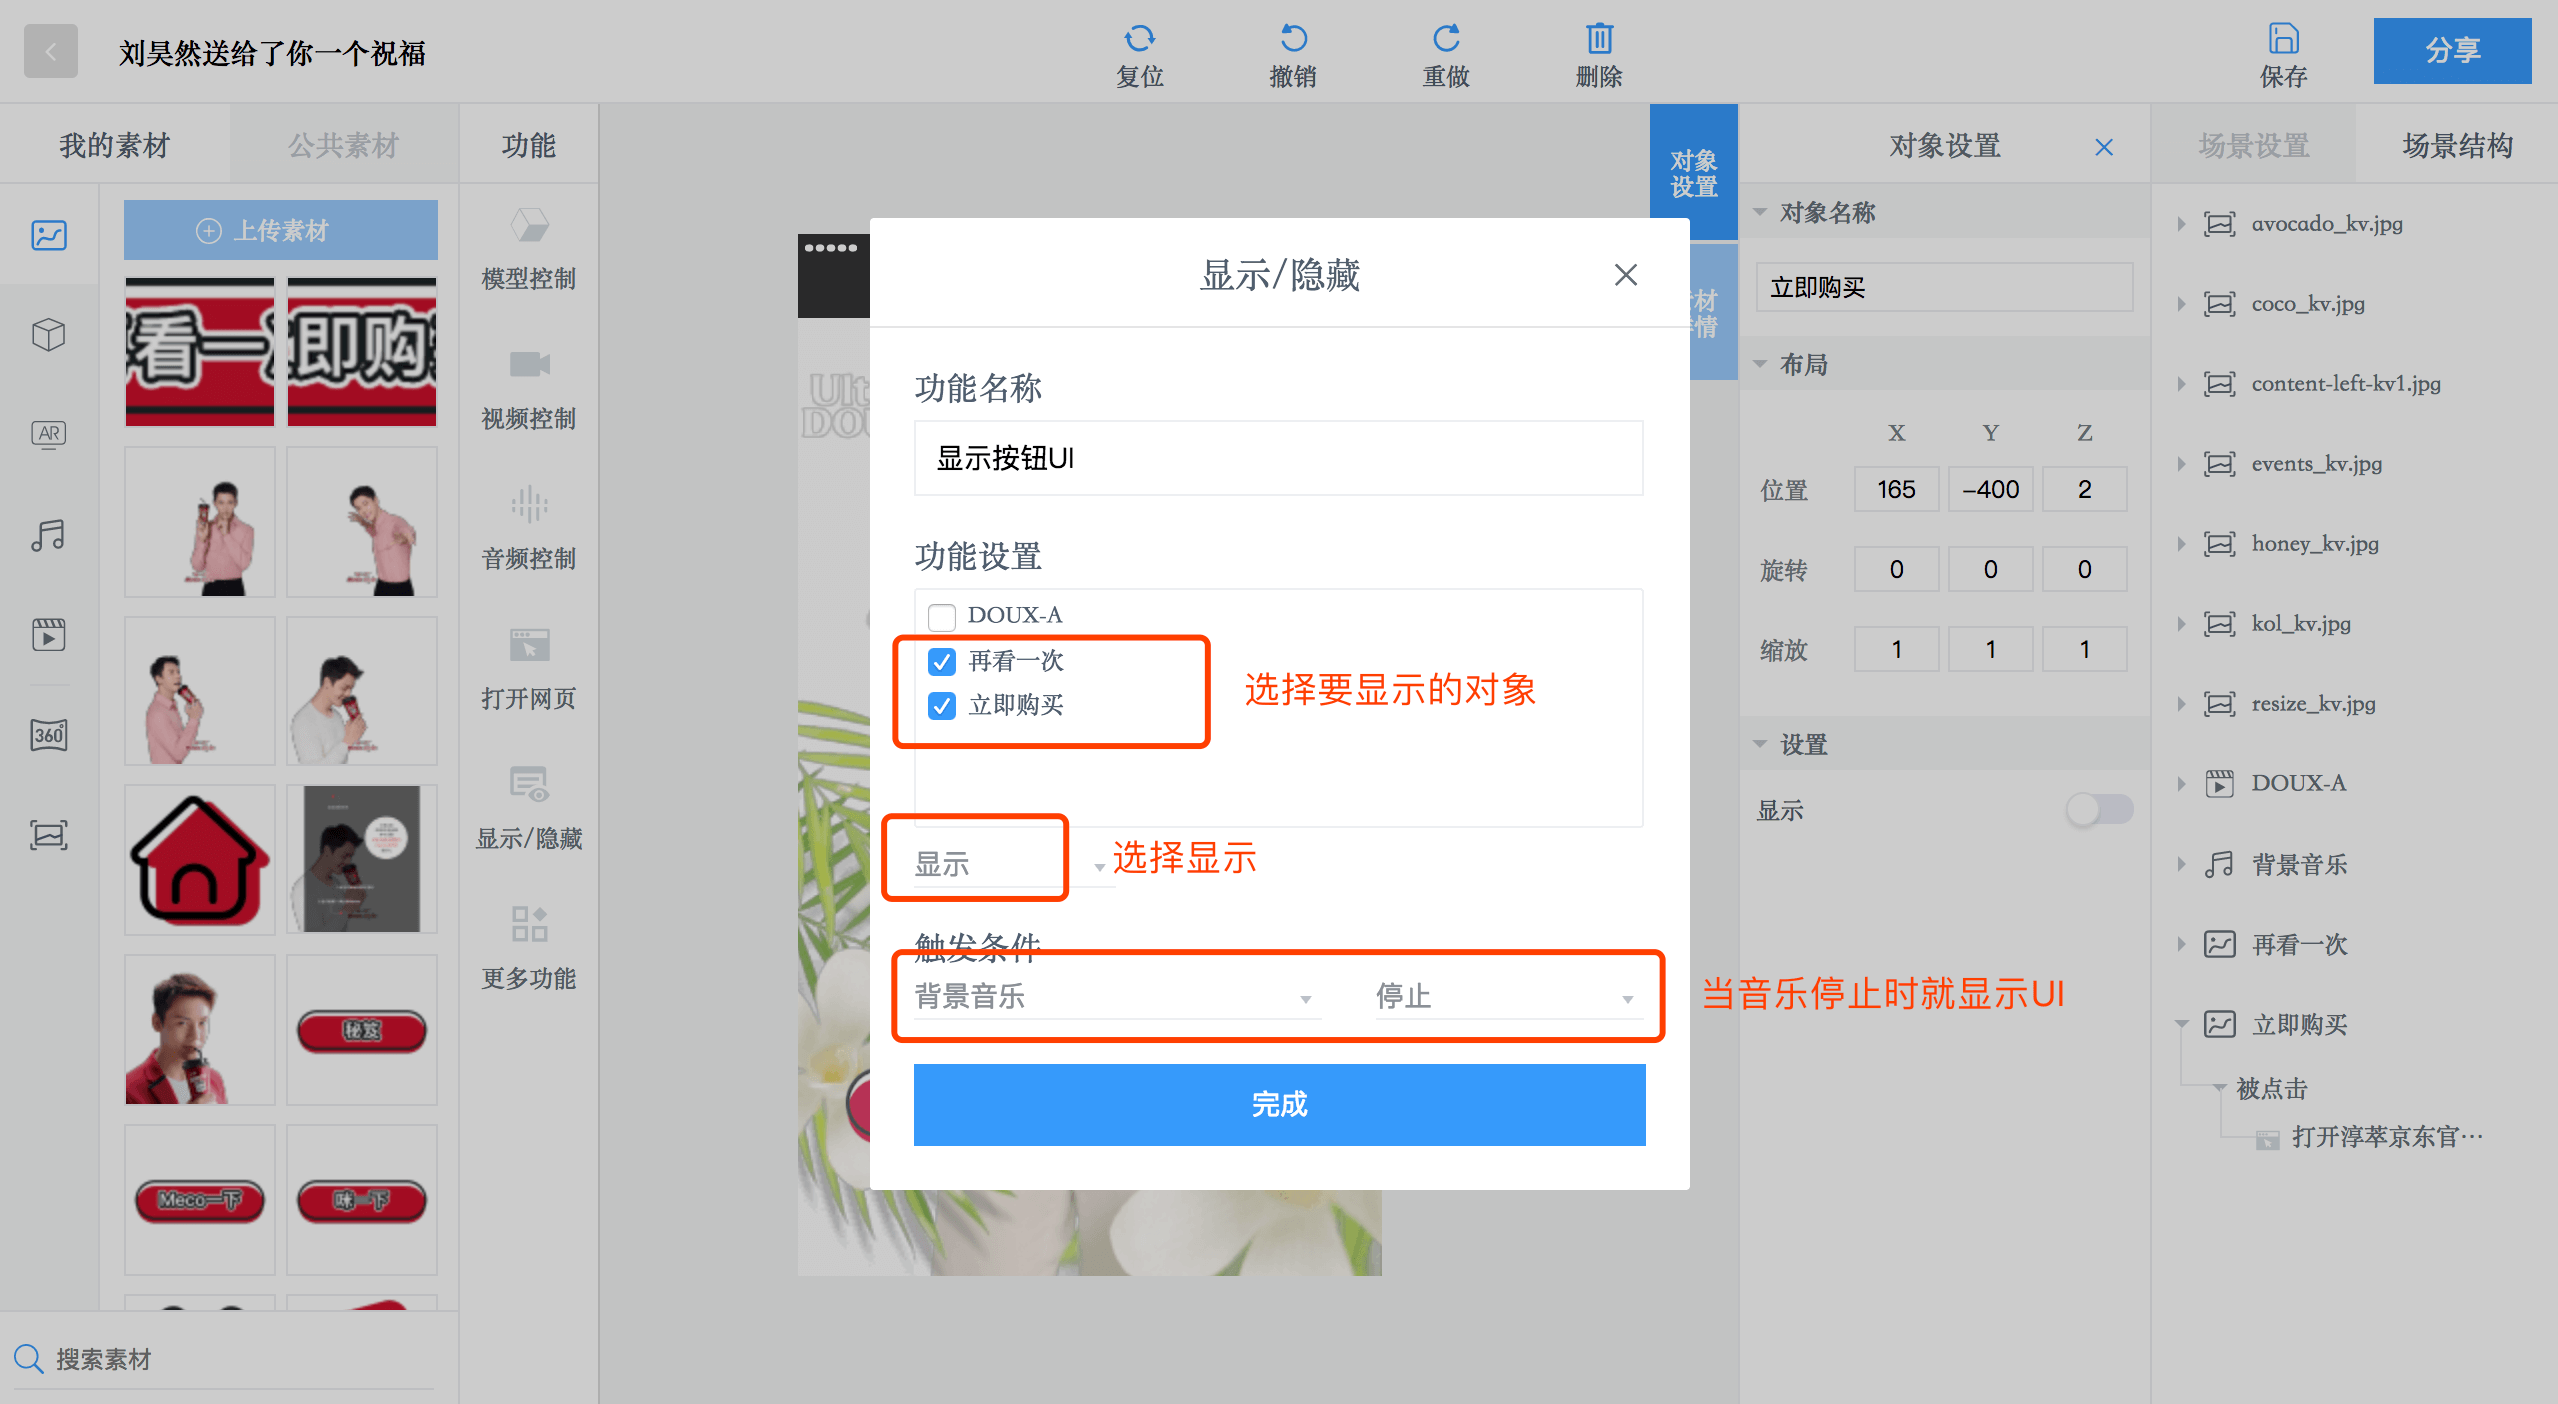 刘昊然送给了你一个祝福
复位
撤销
重做
删除
保存
分享
我的素材
公共素材
功能
上传素材
看一
即购
AR
360
秘笈
Meco一下
咪一下
搜索素材
模型控制
视频控制
音频控制
打开网页
显示/隐藏
更多功能
Ult
DOU
显示/隐藏
功能名称
显示按钮UI
功能设置
DOUX-A
再看一次
立即购买
选择要显示的对象
显示
选择显示
触发条件
背景音乐
停止
当音乐停止时就显示UI
完成
对象
设置
材
情
对象设置
对象名称
立即购买
布局
X Y Z
位置 165 -400 2
旋转 0 0 0
缩放 1 1 1
设置
显示
场景设置
场景结构
avocado_kv.jpg
coco_kv.jpg
content-left-kv1.jpg
events_kv.jpg
honey_kv.jpg
kol_kv.jpg
resize_kv.jpg
DOUX-A
背景音乐
再看一次
立即购买
被点击
打开淳萃京东官…